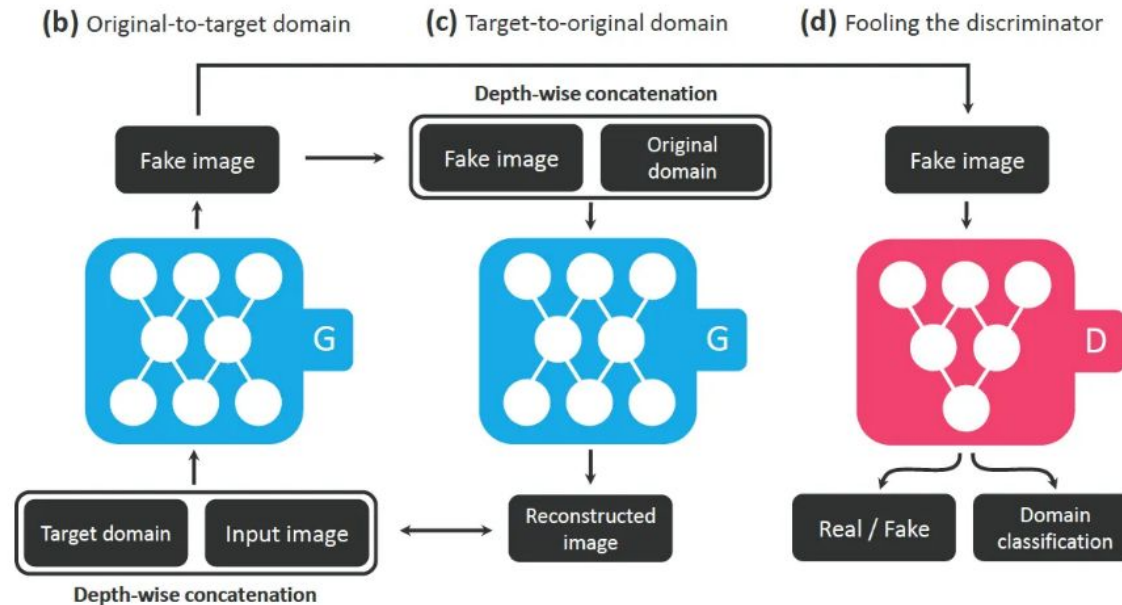 (b) Original-to-target domain
(c) Target-to-original domain
(d) Fooling the discriminator
Depth-wise concatenation
Fake image
Fake image
Original
domain
Fake image
G
G
D
Target domain
Input image
Reconstructed
image
Real / Fake
Domain
classification
Depth-wise concatenation